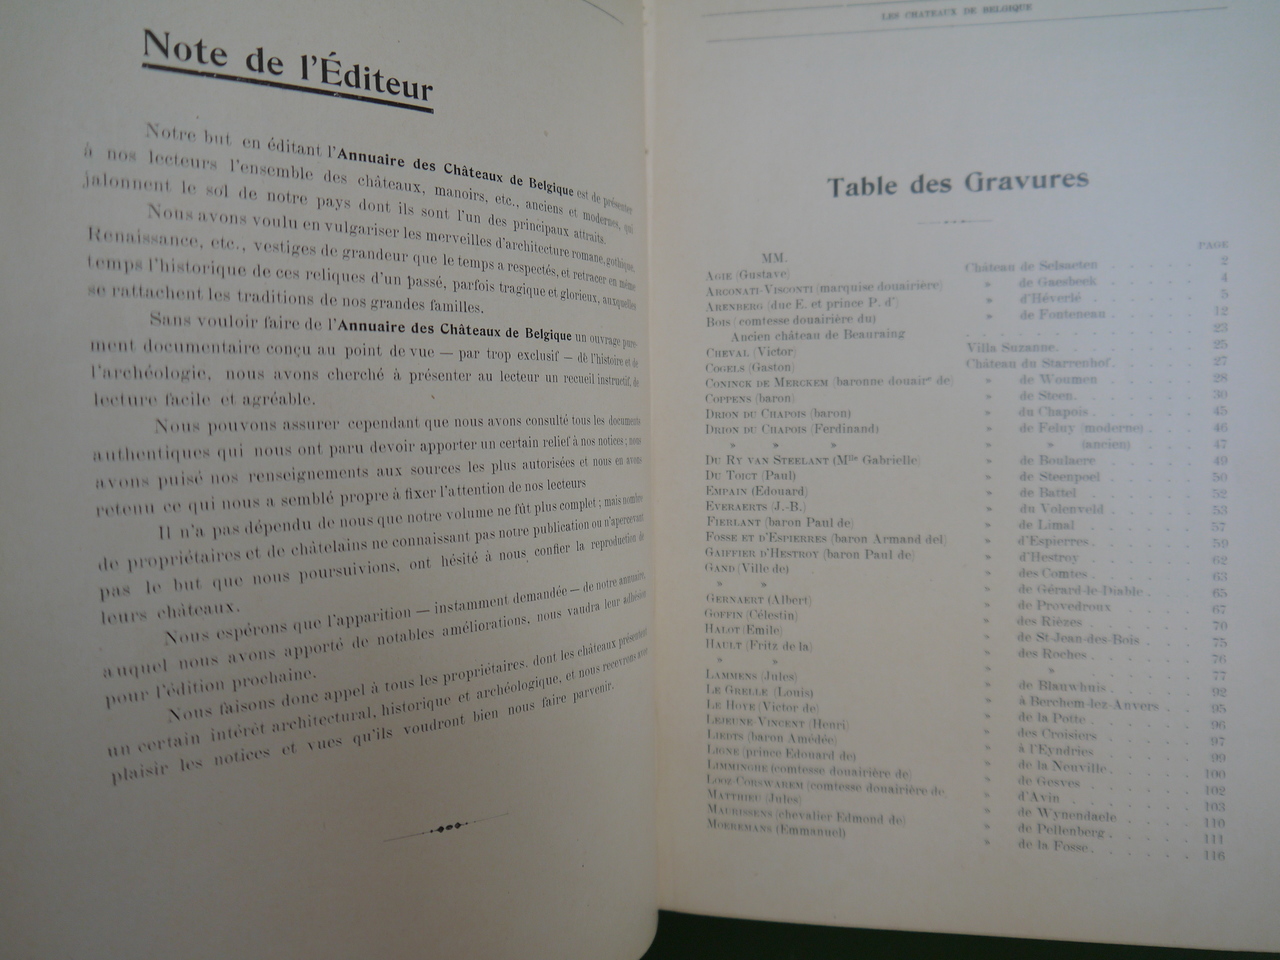 Note de l'Éditeur
Notre but en éditant l'Annuaire des Châteaux de Belgique est de présenter
à nos lecteurs l'ensemble des châteaux, manoirs, etc., anciens et modernes, qui
jalonnent le sol de notre pays dont ils sont l'un des principaux attraits.
Nous avons voulu en vulgariser les merveilles d'architecture romane, gothique,
Renaissance, etc., vestiges de grandeur que le temps a respectés, et retracer en même
temps l'historique de ces reliques d'un passé, parfois tragique et glorieux, auxquelles
se rattachent les traditions de nos grandes familles.
Sans vouloir faire de l'Annuaire des Châteaux de Belgique un ouvrage pure-
ment documentaire conçu au point de vue — par trop exclusif — de l'histoire et de
l'archéologie, nous avons cherché à présenter au lecteur un recueil instructif, de
lecture facile et agréable.
Nous pouvons assurer cependant que nous avons consulté tous les documents
authentiques qui nous ont paru devoir apporter un certain relief à nos notices ; nous
avons puisé nos renseignements aux sources les plus autorisées et nous en avons
retenu ce qui nous a semblé propre à fixer l'attention de nos lecteurs
Il n'a pas dépendu de nous que notre volume ne fût plus complet ; mais nombre
de propriétaires et de châtelains ne connaissant pas notre publication ou n'apercevant
pas le but que nous poursuivions, ont hésité à nous confier la reproduction de
leurs châteaux.
Nous espérons que l'apparition — instamment demandée — de notre annuaire,
auquel nous avons apporté de notables améliorations, nous vaudra leur adhésion
pour l'édition prochaine.
Nous faisons donc appel à tous les propriétaires, dont les châteaux présentent
un certain intérêt architectural, historique et archéologique, et nous recevrons avec
plaisir les notices et vues qu'ils voudront bien nous faire parvenir.
LES CHATEAUX DE BELGIQUE
Table des Gravures
PAGE
MM.
AGIE (Gustave) Château de Selsaeten . . . . . 2
ARCONATI-VISCONTI (marquise douairière) » de Gaesbeek . . . . . 4
ARENBERG (duc E. et prince P. d') » d'Héverlé . . . . . 5
BOIS (comtesse douairière du) » de Fonteneau . . . . . 12
Ancien château de Beauraing . . . . . 23
CHEVAL (Victor) Villa Suzanne. . . . . 25
COGELS (Gaston) Château du Starrenhof. . . . . 27
CONINCK DE MERCKEM (baronne douairᵉ de) » de Woumen . . . . . 28
COPPENS (baron) » de Steen . . . . . 39
DRION DU CHAPOIS (baron) » du Chapois . . . . . 45
DRION DU CHAPOIS (Ferdinand) » de Feluy (moderne) . . . . 46
» » » » » (ancien) . . . . 47
DU RY VAN STEELANT (Mˡˡᵉ Gabrielle) » de Boulaere . . . . . 49
DU TOICT (Paul) » de Steenpoel . . . . . 50
EMPAIN (Edouard) » de Battel . . . . . 52
EVERAERTS (J.-B.) » du Volenveld . . . . . 53
FIERLANT (baron Paul de) » de Limal . . . . . 57
FOSSE ET D'ESPIERRES (baron Armand del) » d'Espierres . . . . . 59
GAIFFIER D'HESTROY (baron Paul de) » d'Hestroy . . . . . 62
GAND (Ville de) » des Comtes . . . . . 63
» » » de Gérard-le-Diable . . . . 65
GERNAERT (Albert) » de Provedroux . . . . . 67
GOFFIN (Célestin) » des Rièzes . . . . . 70
HALOT (Emile) » de St-Jean-des-Bois . . . . 75
HAULT (Fritz de la) » des Roches . . . . . 76
» » » » . . . . . 77
LAMMENS (Jules) » de Blauwhuis . . . . . 92
LE GRELLE (Louis) » à Berchem-lez-Anvers . . . . 95
LE HOYE (Victor de) » de la Potte . . . . . 96
LEJEUNE VINCENT (Henri) » des Croisiers . . . . . 97
LIEDTS (baron Amédée) » à l'Eyndries . . . . . 99
LIGNE (prince Edouard de) » de la Neuville. . . . . 100
LIMMINGHE (comtesse douairière de) » de Gesves . . . . . 102
LOOZ-CORSWAREM (comtesse douairière de » d'Avin . . . . . 103
MATTHIEU (Jules) » de Wynendaele . . . . . 110
MAURISSENS (chevalier Edmond de) » de Pellenberg . . . . . 111
MOEREMANS (Emmanuel) » de la Fosse . . . . . 116